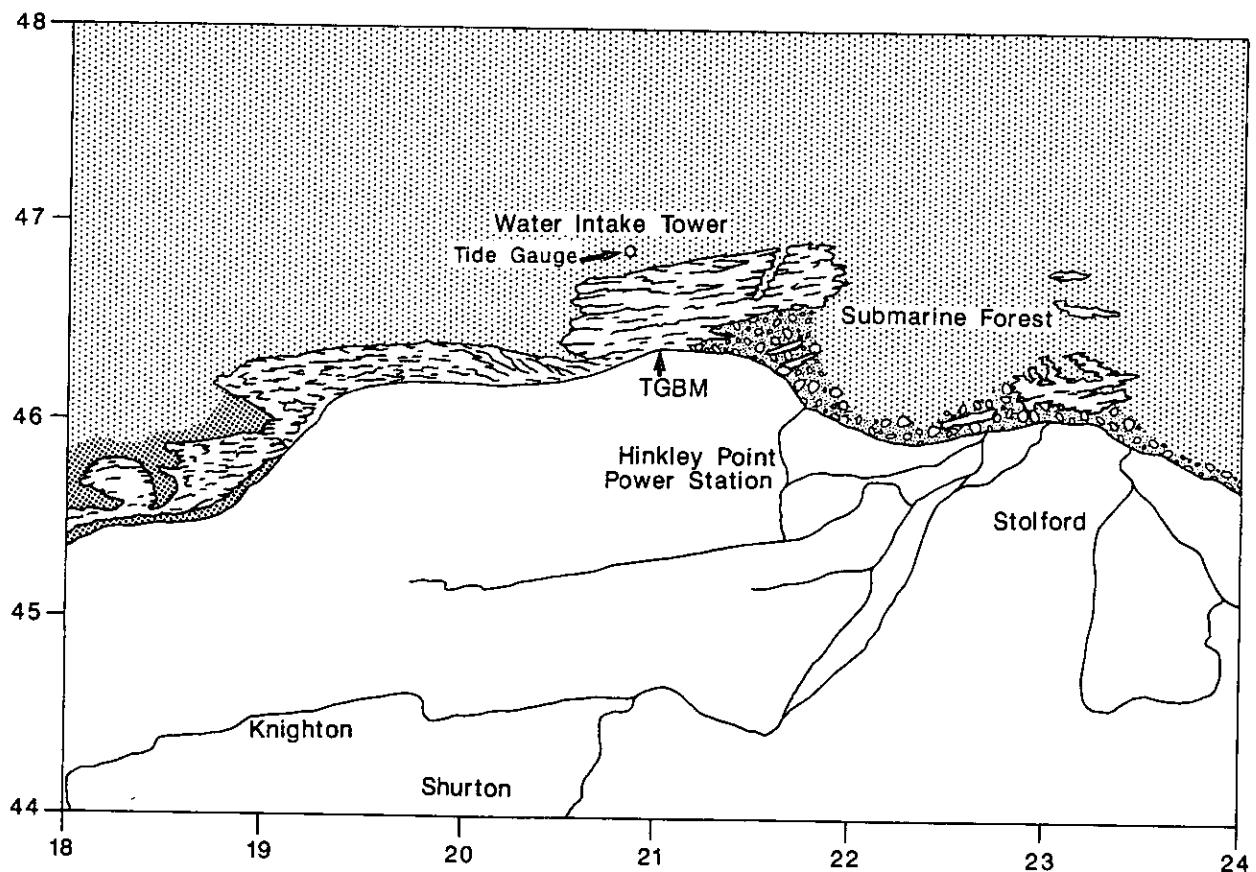 48
47
Water Intake Tower
Tide Gauge
Submarine Forest
TGBM
46
Hinkley Point
Power Station
Stolford
45
Knighton
Shurton
44
18
19
20
21
22
23
24